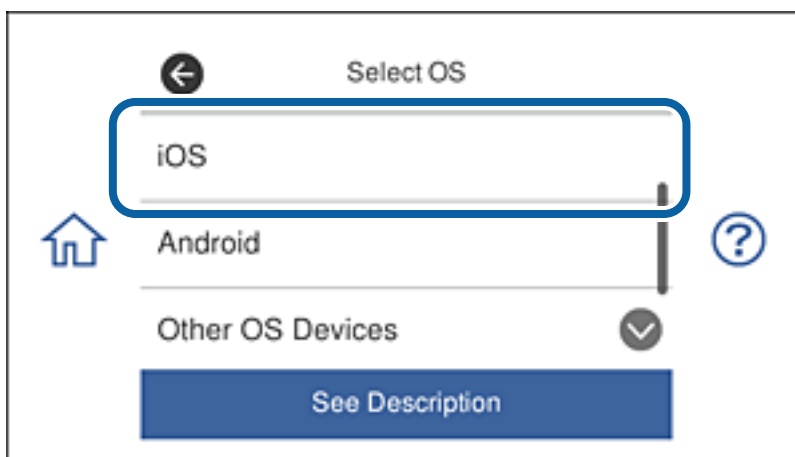 Select OS
iOS
Android
Other OS Devices
See Description